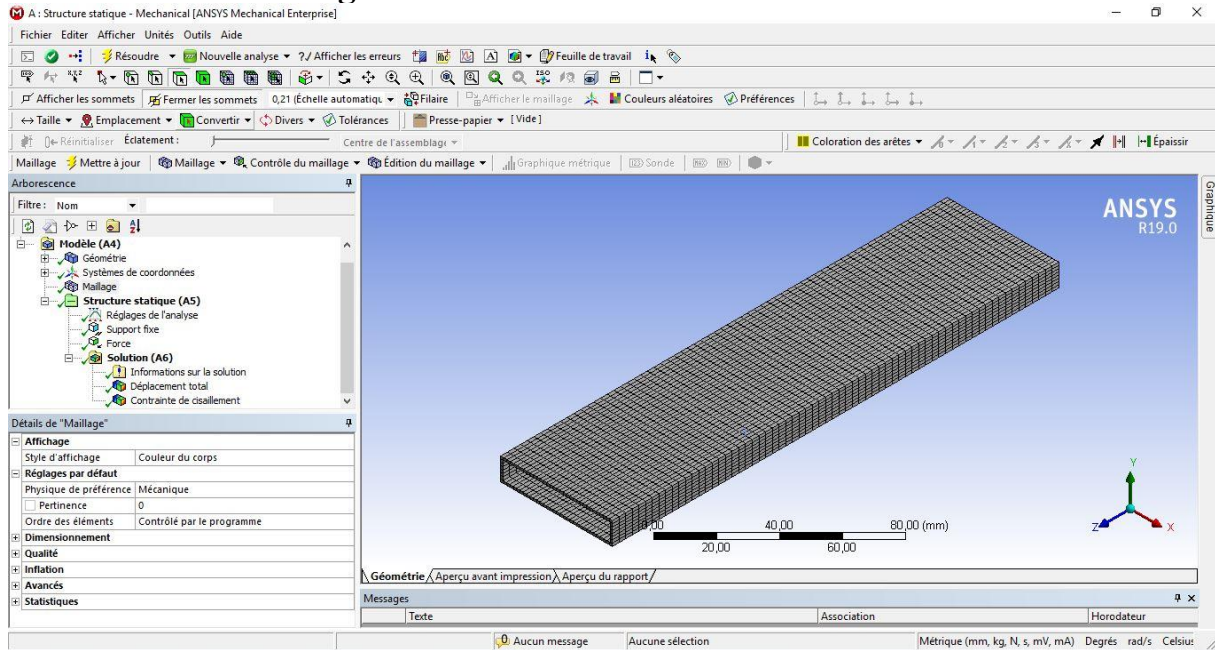 A : Structure statique - Mechanical [ANSYS Mechanical Enterprise]
Fichier Editer Afficher Unités Outils Aide
Résoudre Nouvelle analyse ?/ Afficher les erreurs A Feuille de travail
Afficher les sommets Fermer les sommets 0,21 (Échelle automatiqu Filaire Afficher le maillage Couleurs aléatoires Préférences
Taille Emplacement Convertir Divers Tolérances Presse-papier [Vide]
Réinitialiser Éclatement : Centre de l'assemblage Coloration des arêtes Épaissir
Maillage Mettre à jour Maillage Contrôle du maillage Édition du maillage Graphique métrique Sonde
Arborescence
Filtre : Nom
Modèle (A4)
Géométrie
Systèmes de coordonnées
Maillage
Structure statique (A5)
Réglages de l'analyse
Support fixe
Force
Solution (A6)
Informations sur la solution
Déplacement total
Contrainte de cisaillement
Détails de "Maillage"
Affichage
Style d'affichage Couleur du corps
Réglages par défaut
Physique de préférence Mécanique
Pertinence 0
Ordre des éléments Contrôlé par le programme
Dimensionnement
Qualité
Inflation
Avancés
Statistiques
ANSYS
R19.0
Graphique
Y
Z X
0,00 40,00 80,00 (mm)
20,00 60,00
Géométrie Aperçu avant impression Aperçu du rapport
Messages
Texte Association Horodateur
0 Aucun message Aucune sélection Métrique (mm, kg, N, s, mV, mA) Degrés rad/s Celsius